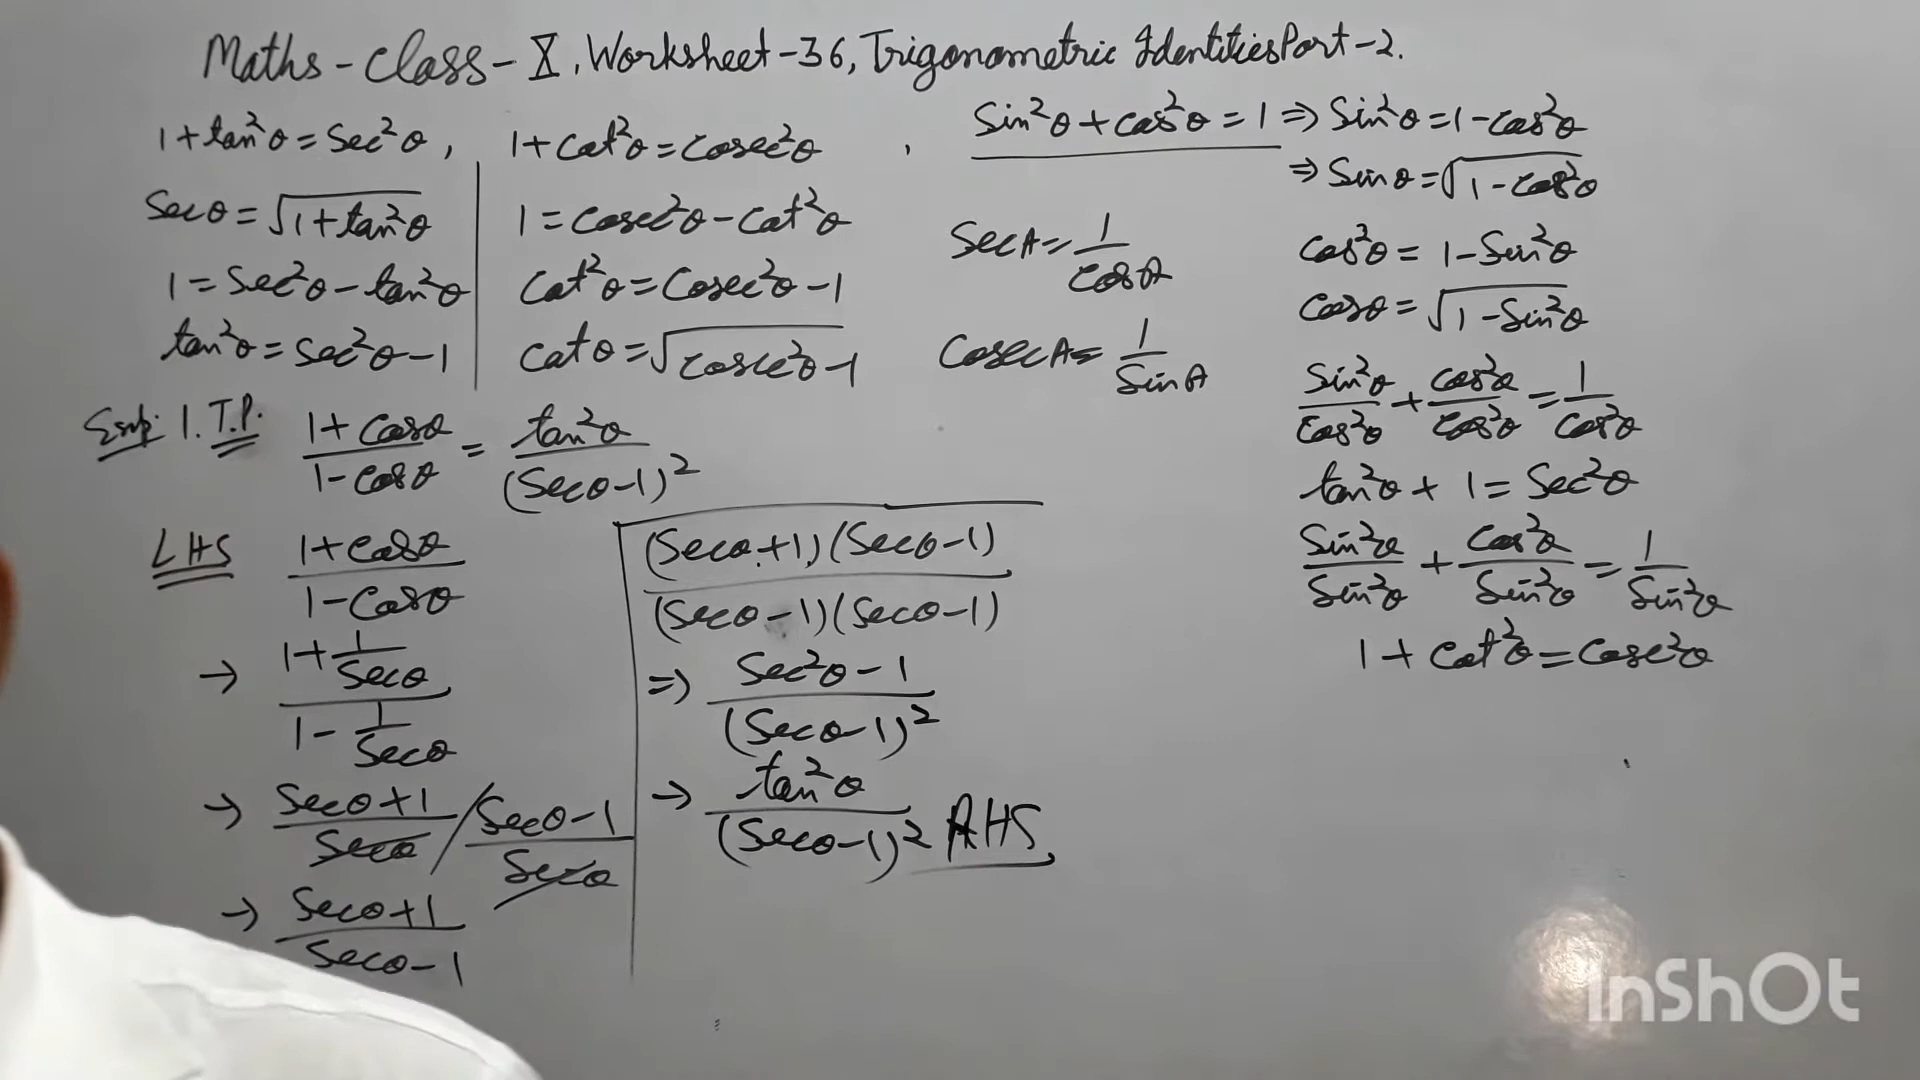 Maths - Class - X, Worksheet - 36, Trigonometric Identities Part - 2.
1 + tan²θ = Sec²θ , 1 + cot²θ = cosec²θ , Sin²θ + cos²θ = 1 ⇒ Sin²θ = 1 - cos²θ
⇒ Sinθ = √1 - cos²θ
Secθ = √1 + tan²θ
1 = Sec²θ - tan²θ
tan²θ = Sec²θ - 1
1 = Cosec²θ - cot²θ
Cot²θ = Cosec²θ - 1
Cotθ = √cosec²θ - 1
SecA = 1/cosA
CosecA = 1/SinA
Cos²θ = 1 - Sin²θ
Cosθ = √1 - Sin²θ
Sin²θ/Cos²θ + Cos²θ/Cos²θ = 1/Cos²θ
tan²θ + 1 = Sec²θ
Sin²θ/Sin²θ + Cos²θ/Sin²θ = 1/Sin²θ
1 + Cot²θ = Cosec²θ
1. T.P. 1 + Cosθ/1 - Cosθ = tan²θ/(Secθ - 1)²
LHS 1 + Cosθ/1 - Cosθ
→ 1 + 1/Secθ / 1 - 1/Secθ
→ Secθ + 1/Secθ / Secθ - 1/Secθ
→ Secθ + 1/Secθ - 1
(Secθ + 1)(Secθ - 1)/(Secθ - 1)(Secθ - 1)
⇒ Sec²θ - 1/(Secθ - 1)²
→ tan²θ/(Secθ - 1)² RHS
InShOt